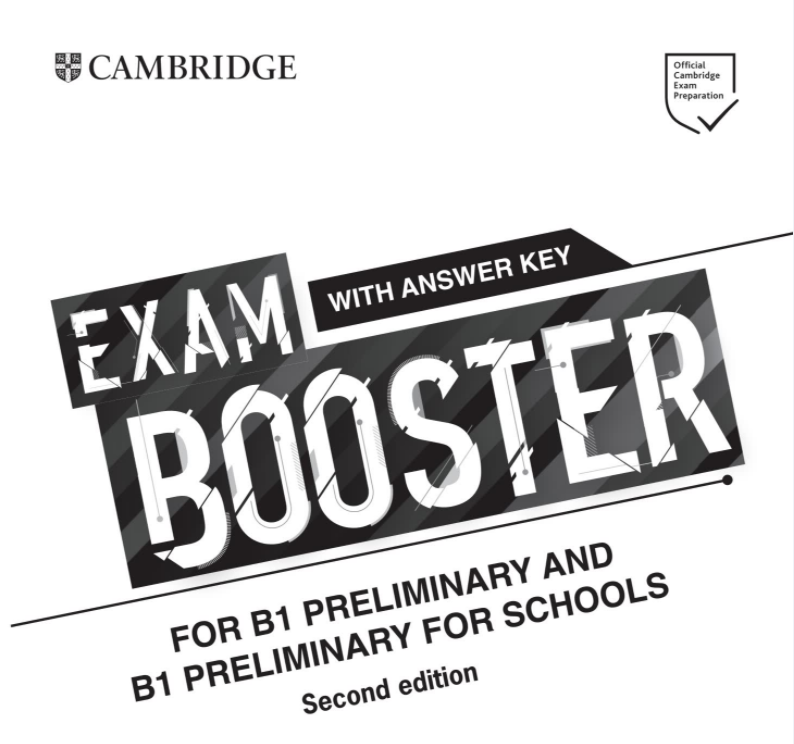 CAMBRIDGE
Official
Cambridge
Exam
Preparation
EXAM
WITH ANSWER KEY
BOOSTER
FOR B1 PRELIMINARY AND
B1 PRELIMINARY FOR SCHOOLS
Second edition